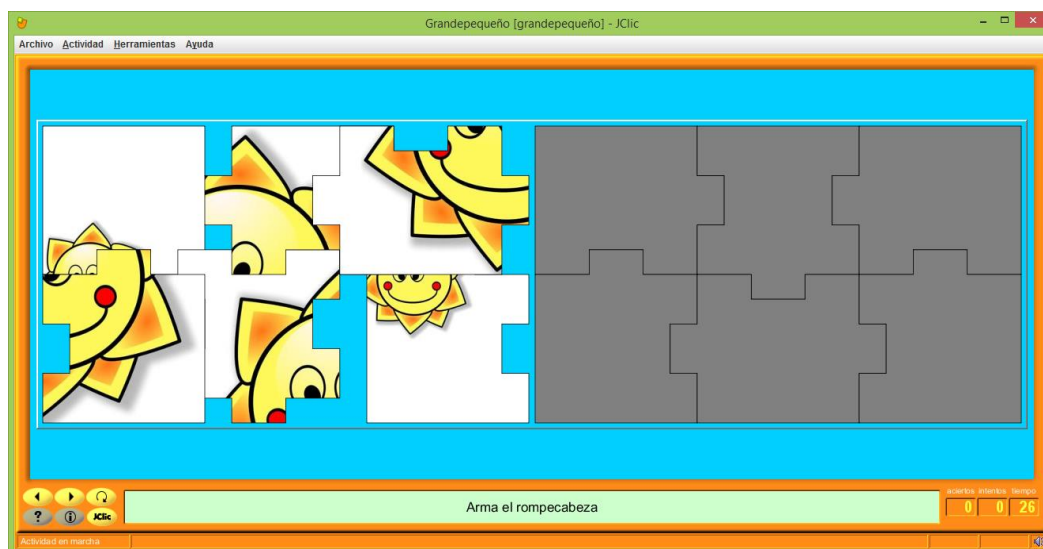 Grandepequeño [grandepequeño] - JClic
Archivo Actividad Herramientas Ayuda
aciertos intentos tiempo
Arma el rompecabeza
0 0 26
? i JClic
Actividad en marcha